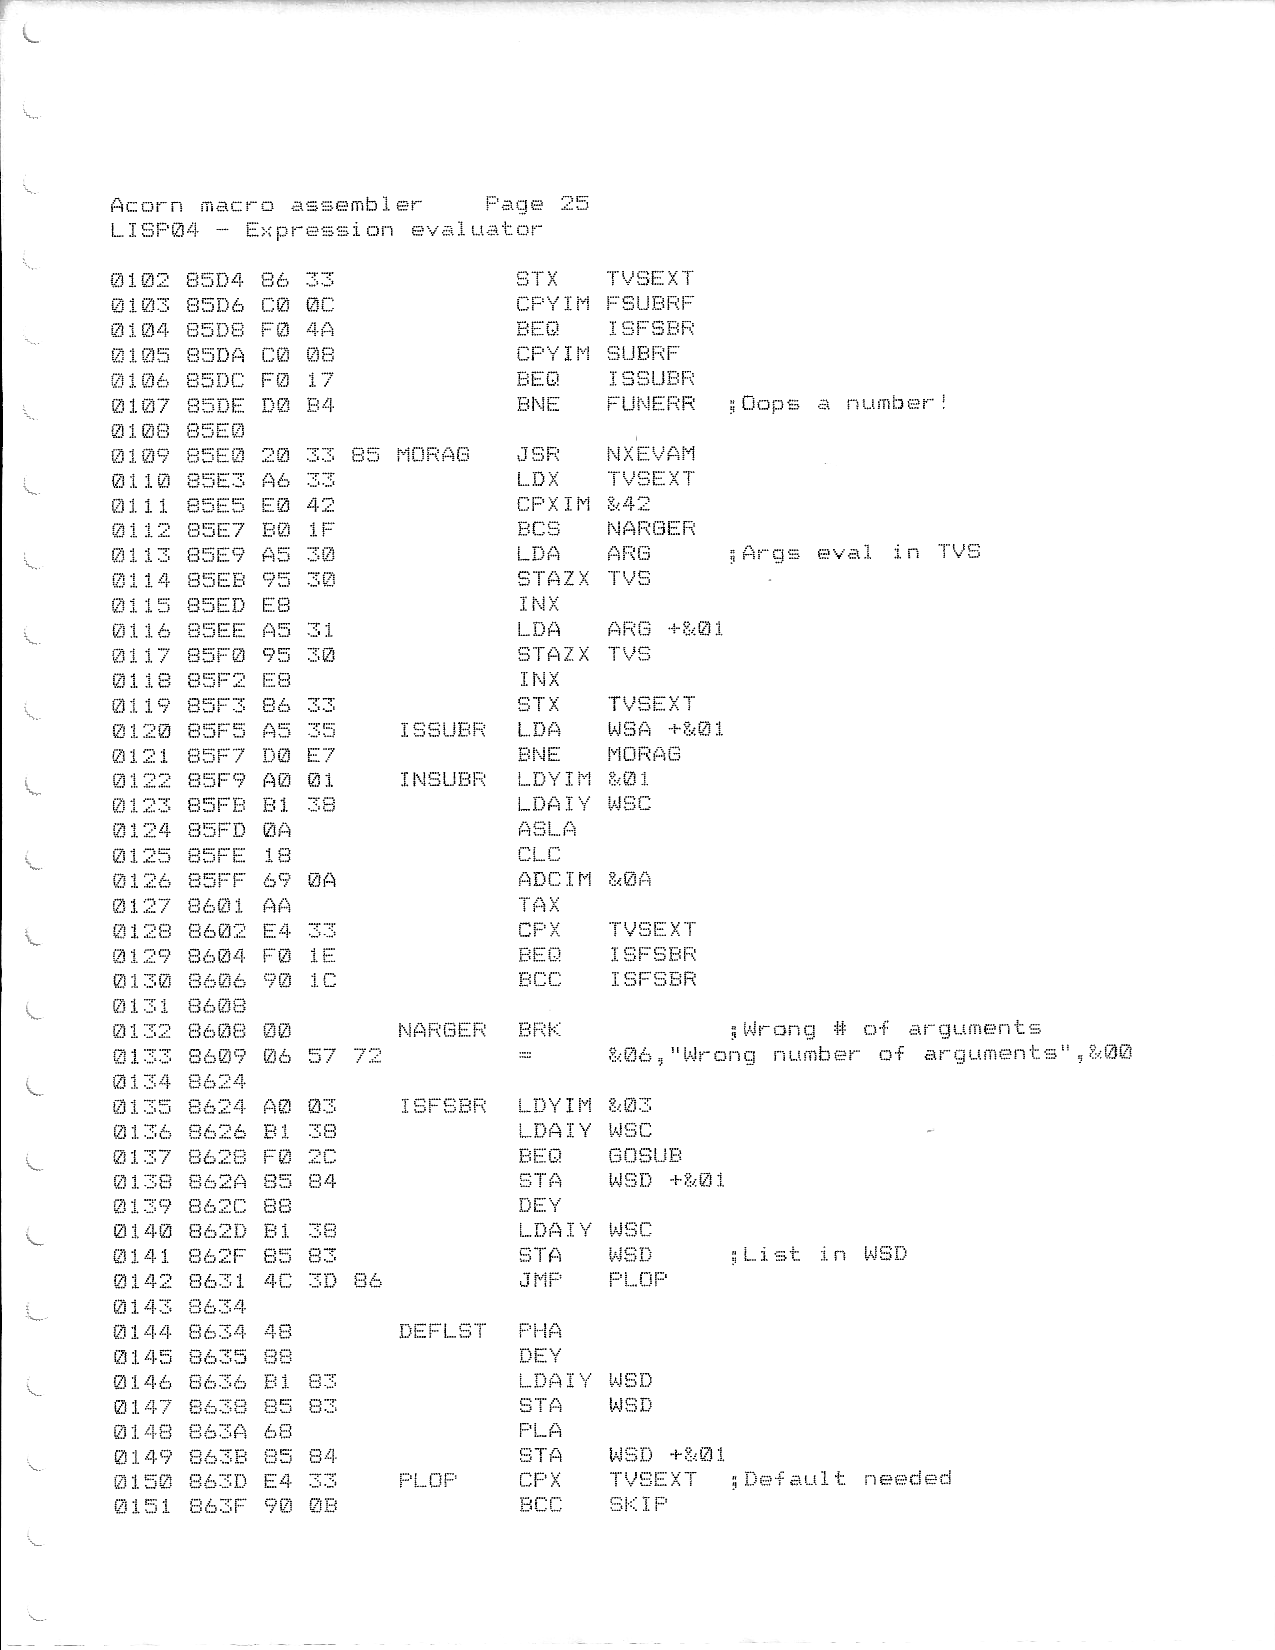 Acorn macro assembler    Page 25
LISP04 - Expression evaluator
0102 85D4 86 33            STX   TVSEXT
0103 85D6 C0 0C            CPYIM FSUBRF
0104 85D8 F0 4A            BEQ   ISFSBR
0105 85DA C0 08            CPYIM SUBRF
0106 85DC F0 17            BEQ   ISSUBR
0107 85DE D0 B4            BNE   FUNERR  ;Oops a number!
0108 85E0
0109 85E0 20 33 85 MORAG   JSR   NXEVAM
0110 85E3 A6 33            LDX   TVSEXT
0111 85E5 E0 42            CPXIM &42
0112 85E7 B0 1F            BCS   NARGER
0113 85E9 A5 30            LDA   ARG     ;Args eval in TVS
0114 85EB 95 30            STAZX TVS
0115 85ED E8               INX
0116 85EE A5 31            LDA   ARG +&01
0117 85F0 95 30            STAZX TVS
0118 85F2 E8               INX
0119 85F3 86 33            STX   TVSEXT
0120 85F5 A5 35    ISSUBR  LDA   WSA +&01
0121 85F7 D0 E7            BNE   MORAG
0122 85F9 A0 01    INSUBR  LDYIM &01
0123 85FB B1 38            LDAIY WSC
0124 85FD 0A               ASLA
0125 85FE 18               CLC
0126 85FF 69 0A            ADCIM &0A
0127 8601 AA               TAX
0128 8602 E4 33            CPX   TVSEXT
0129 8604 F0 1E            BEQ   ISFSBR
0130 8606 90 1C            BCC   ISFSBR
0131 8608
0132 8608 00       NARGER  BRK           ;Wrong # of arguments
0133 8609 06 57 72         =     &06,"Wrong number of arguments",&00
0134 8624
0135 8624 A0 03    ISFSBR  LDYIM &03
0136 8626 B1 38            LDAIY WSC
0137 8628 F0 2C            BEQ   GOSUB
0138 862A 85 84            STA   WSD +&01
0139 862C 88               DEY
0140 862D B1 38            LDAIY WSC
0141 862F 85 83            STA   WSD     ;List in WSD
0142 8631 4C 3D 86         JMP   PLOP
0143 8634
0144 8634 48       DEFLST  PHA
0145 8635 88               DEY
0146 8636 B1 83            LDAIY WSD
0147 8638 85 83            STA   WSD
0148 863A 68               PLA
0149 863B 85 84            STA   WSD +&01
0150 863D E4 33    PLOP    CPX   TVSEXT  ;Default needed
0151 863F 90 0B            BCC   SKIP